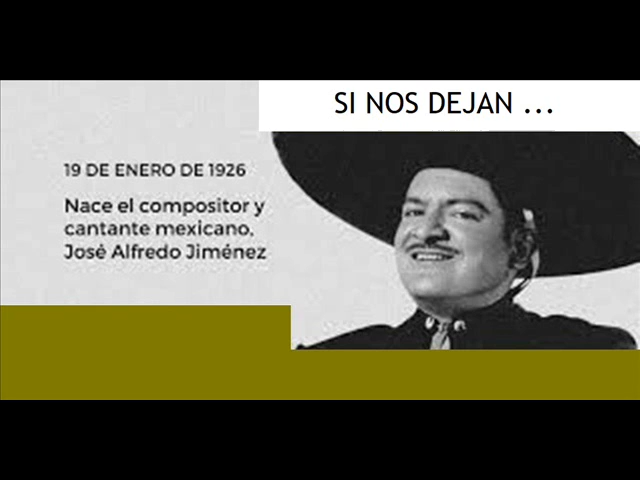 SI NOS DEJAN ...
19 DE ENERO DE 1926
Nace el compositor y
cantante mexicano,
José Alfredo Jiménez